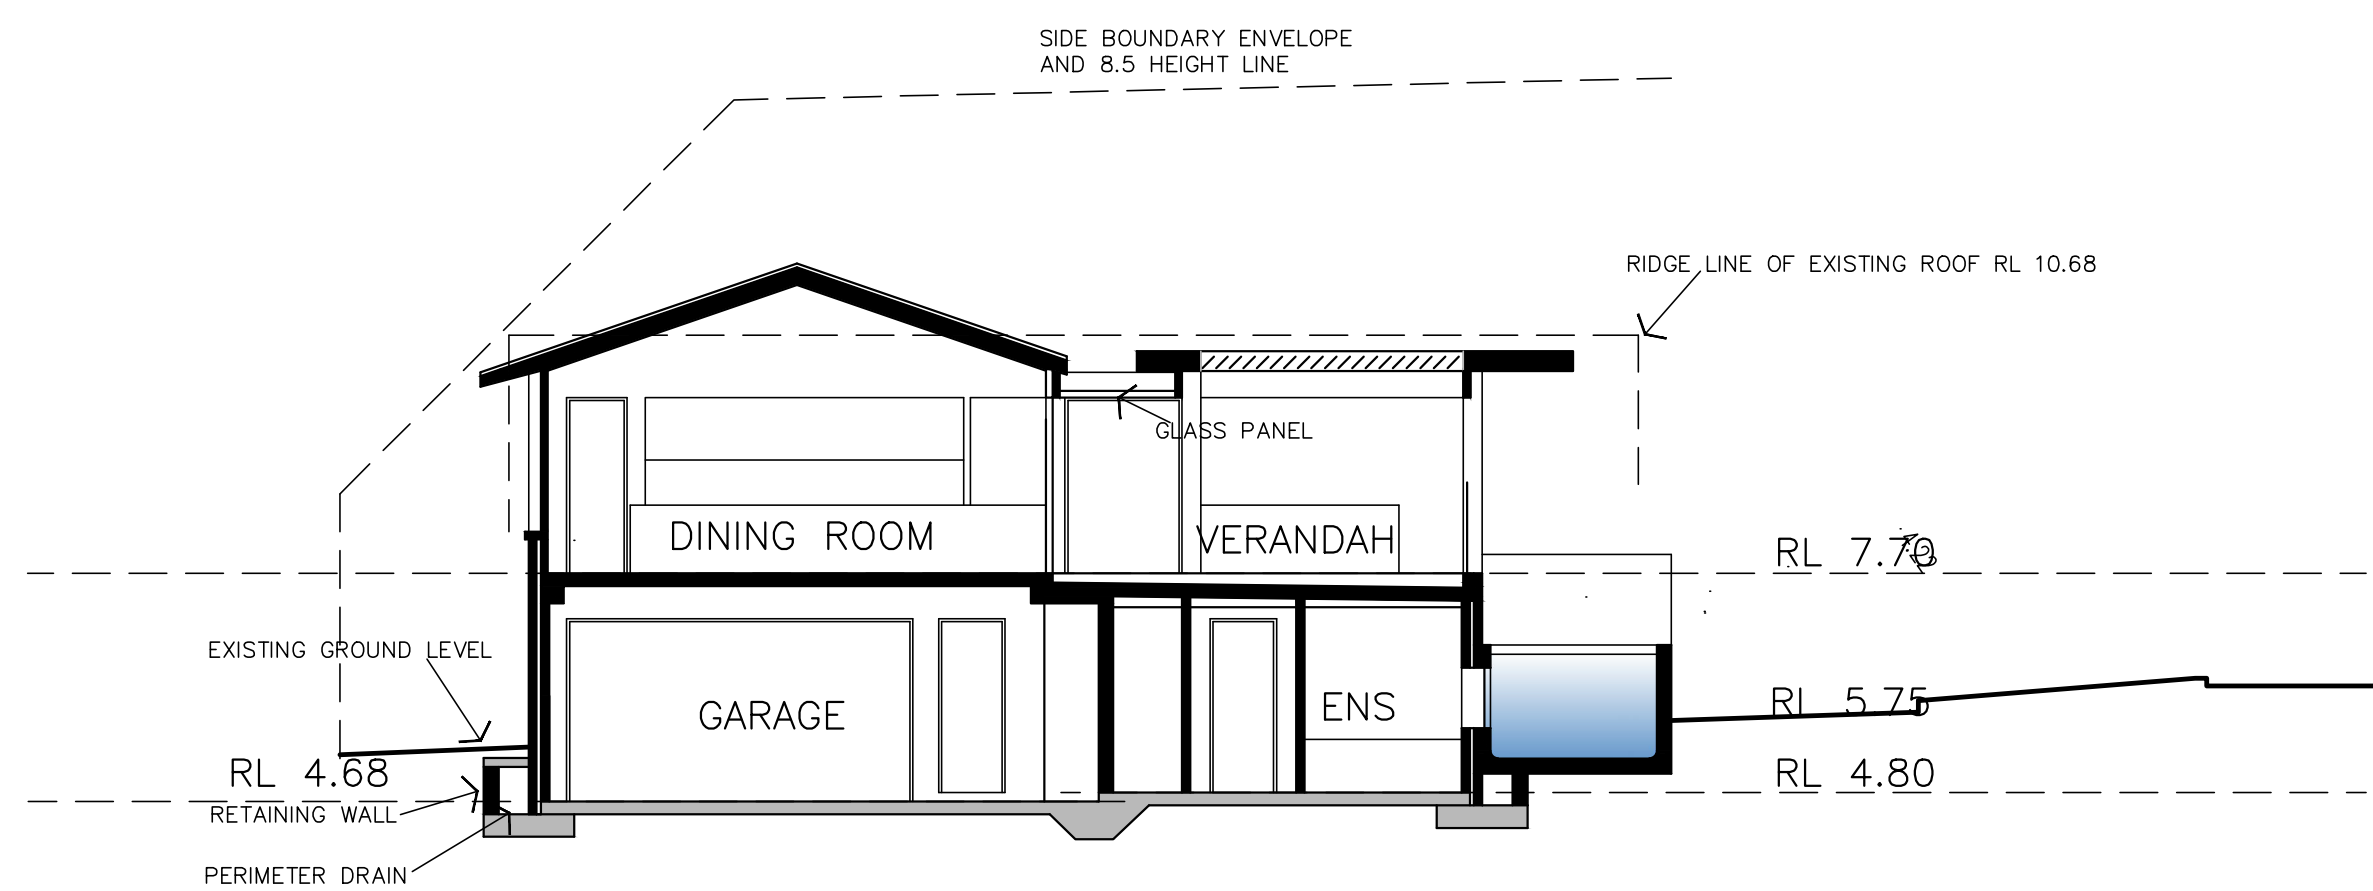 SIDE BOUNDARY ENVELOPE
AND 8.5 HEIGHT LINE
RIDGE LINE OF EXISTING ROOF RL 10.68
GLASS PANEL
DINING ROOM
VERANDAH
RL 7.70
EXISTING GROUND LEVEL
GARAGE
ENS
RL 5.75
RL 4.68
RL 4.80
RETAINING WALL
PERIMETER DRAIN